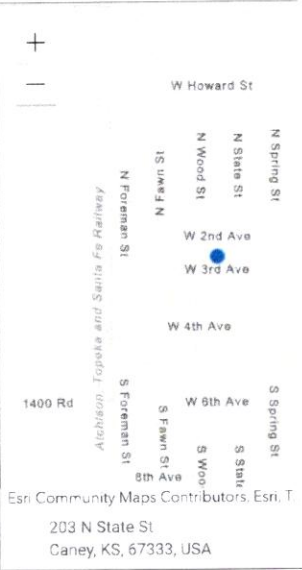 +
−
W Howard St
N Foreman St
N Fawn St
N Wood St
N State St
N Spring St
Atchison, Topeka and Santa Fe Railway
W 2nd Ave
W 3rd Ave
W 4th Ave
1400 Rd
S Foreman St
S Fawn St
W 6th Ave
S Woo
S State
S Spring St
8th Ave
Esri Community Maps Contributors, Esri, T
203 N State St
Caney, KS, 67333, USA